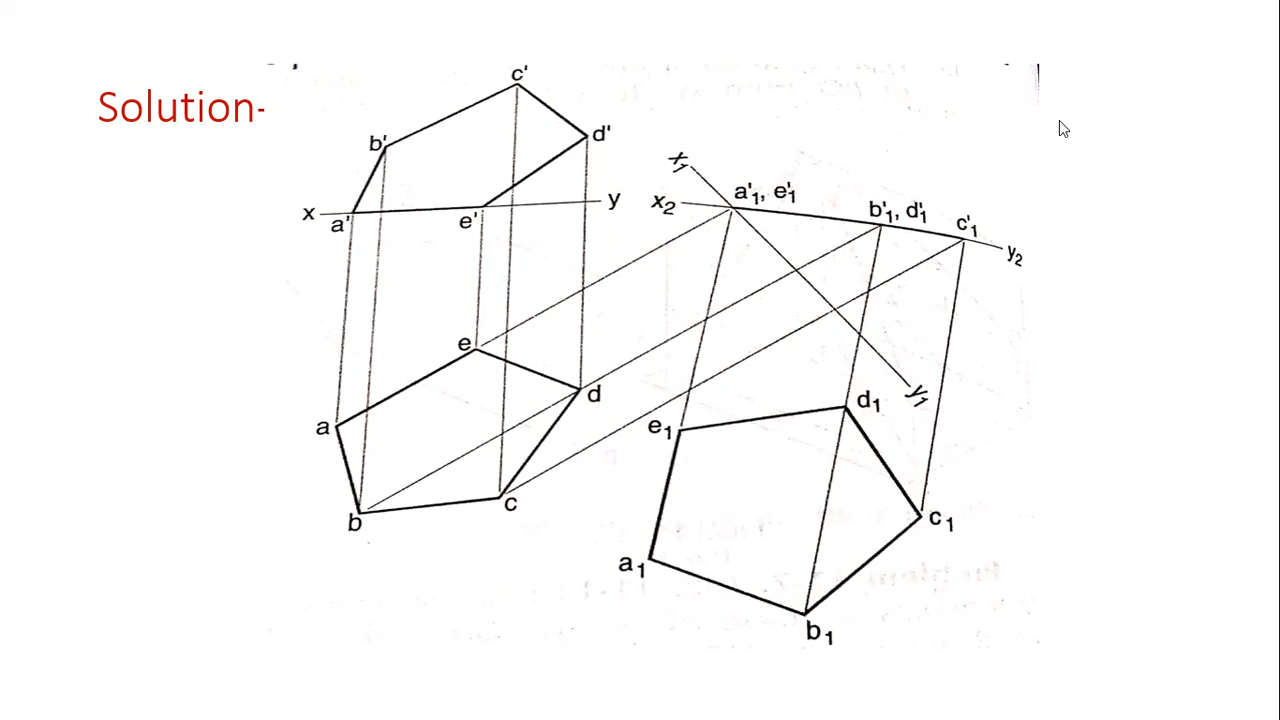 Solution-
c'
b'
d'
x
y
a'
e'
x1
x2
a'1, e'1
b'1, d'1
c'1
y2
e
d
y1
a
e1
d1
b
c
c1
a1
b1